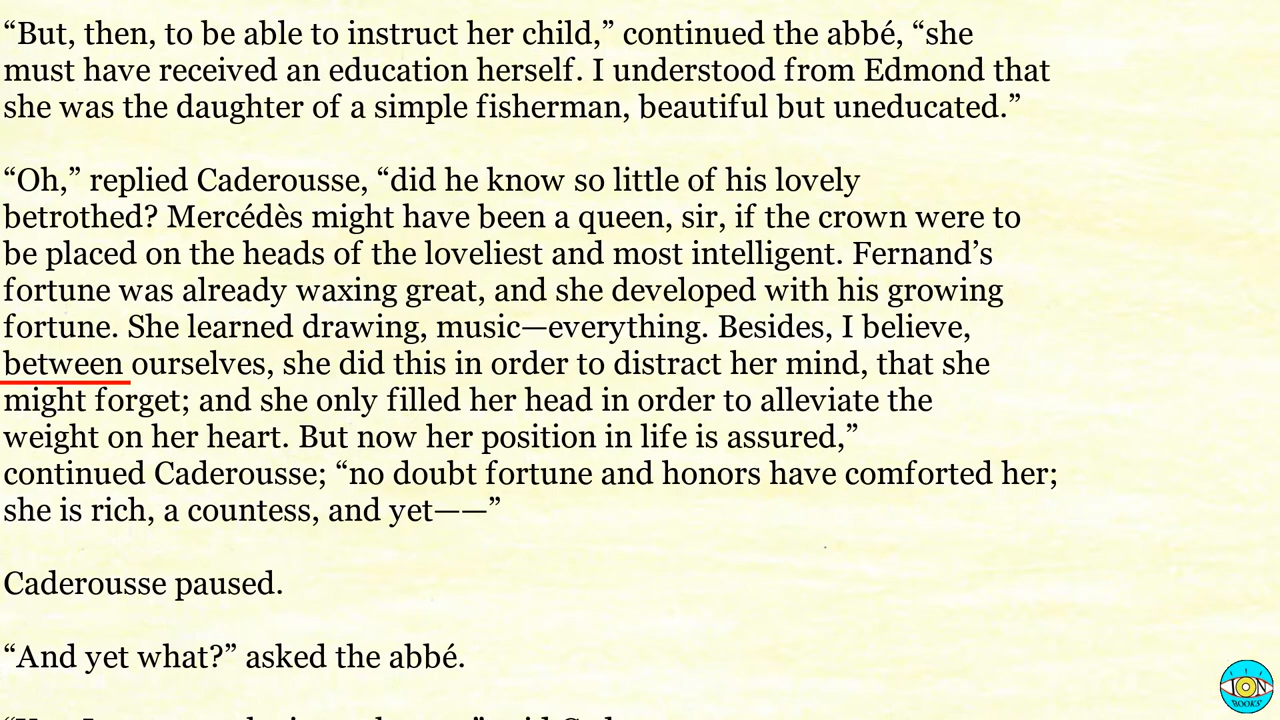 “But, then, to be able to instruct her child,” continued the abbé, “she
must have received an education herself. I understood from Edmond that
she was the daughter of a simple fisherman, beautiful but uneducated.”
“Oh,” replied Caderousse, “did he know so little of his lovely
betrothed? Mercédès might have been a queen, sir, if the crown were to
be placed on the heads of the loveliest and most intelligent. Fernand’s
fortune was already waxing great, and she developed with his growing
fortune. She learned drawing, music—everything. Besides, I believe,
between ourselves, she did this in order to distract her mind, that she
might forget; and she only filled her head in order to alleviate the
weight on her heart. But now her position in life is assured,”
continued Caderousse; “no doubt fortune and honors have comforted her;
she is rich, a countess, and yet——”
Caderousse paused.
“And yet what?” asked the abbé.
ION
BOOKS